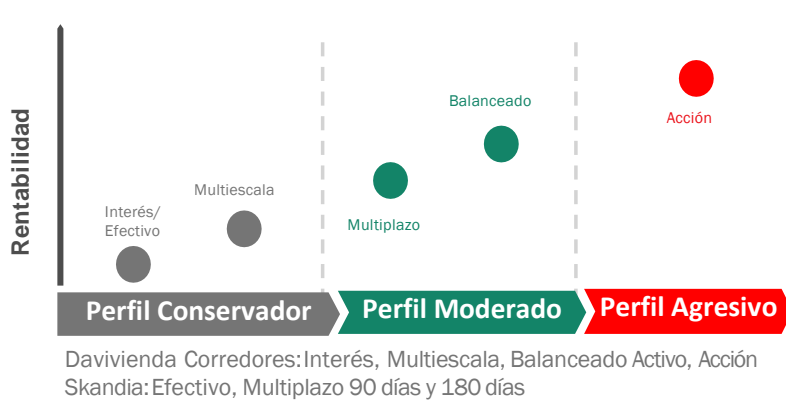 Rentabilidad
Balanceado
Acción
Multiescala
Interés/
Efectivo
Multiplazo
Perfil Conservador
Perfil Moderado
Perfil Agresivo
Davivienda Corredores: Interés, Multiescala, Balanceado Activo, Acción
Skandia: Efectivo, Multiplazo 90 días y 180 días